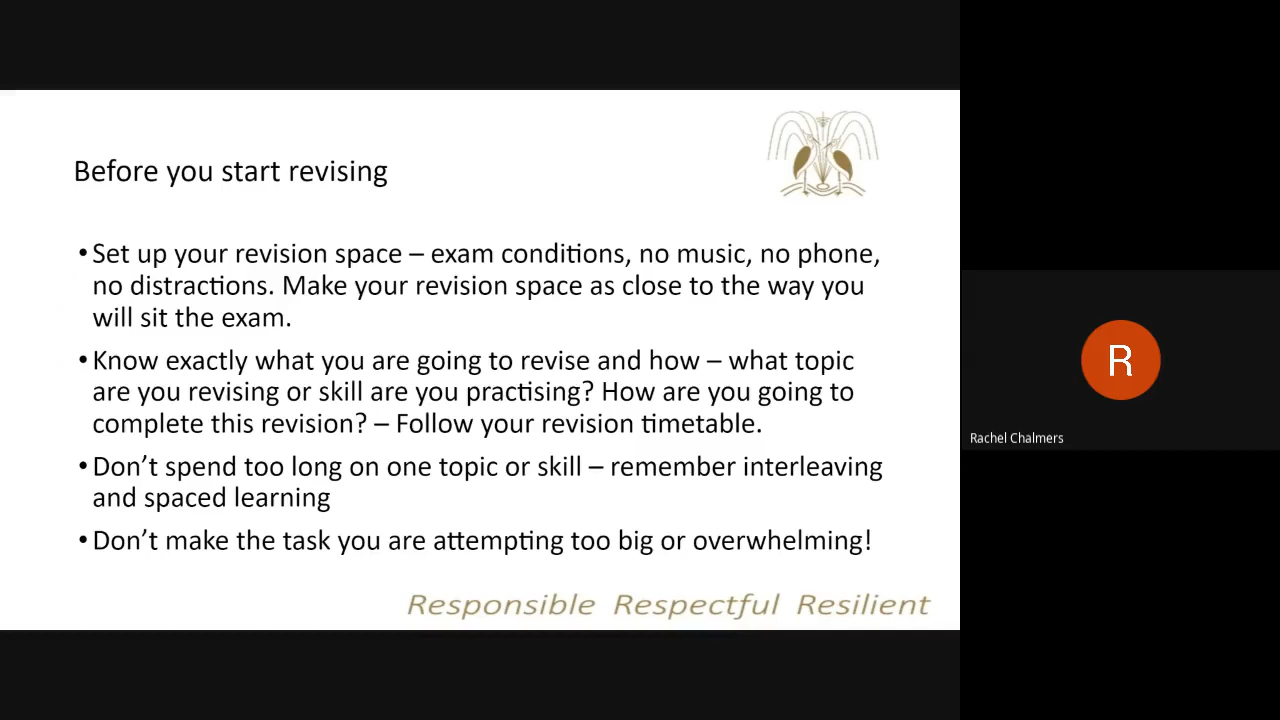 Before you start revising
•Set up your revision space – exam conditions, no music, no phone,
no distractions. Make your revision space as close to the way you
will sit the exam.
•Know exactly what you are going to revise and how – what topic
are you revising or skill are you practising? How are you going to
complete this revision? – Follow your revision timetable.
•Don’t spend too long on one topic or skill – remember interleaving
and spaced learning
•Don’t make the task you are attempting too big or overwhelming!
Responsible Respectful Resilient
R
Rachel Chalmers